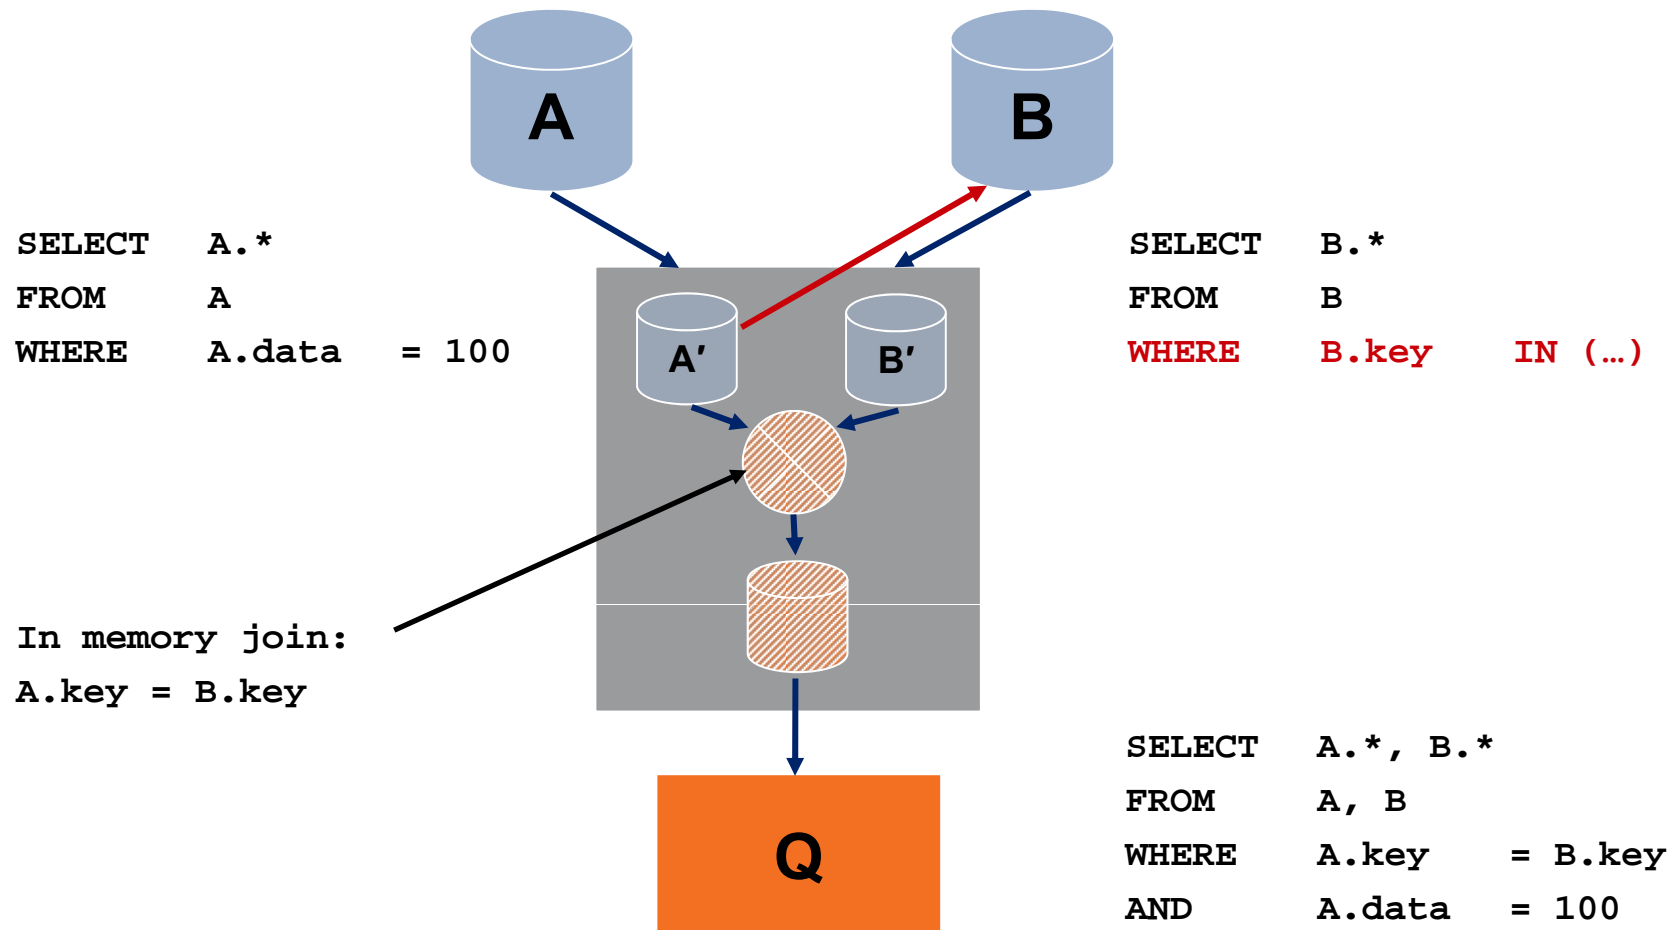 A
B
SELECT A.*
FROM A
WHERE A.data = 100
SELECT B.*
FROM B
WHERE B.key IN (…)
A′
B′
In memory join:
A.key = B.key
Q
SELECT A.*, B.*
FROM A, B
WHERE A.key = B.key
AND A.data = 100